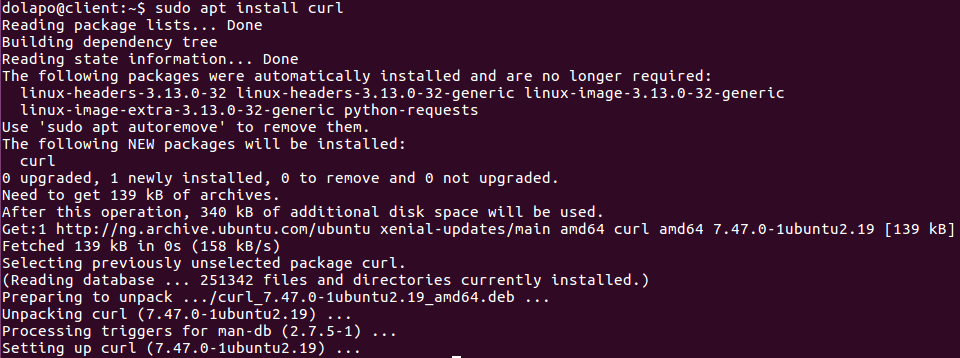 dolapo@client:~$ sudo apt install curl
Reading package lists... Done
Building dependency tree
Reading state information... Done
The following packages were automatically installed and are no longer required:
  linux-headers-3.13.0-32 linux-headers-3.13.0-32-generic linux-image-3.13.0-32-generic
  linux-image-extra-3.13.0-32-generic python-requests
Use 'sudo apt autoremove' to remove them.
The following NEW packages will be installed:
  curl
0 upgraded, 1 newly installed, 0 to remove and 0 not upgraded.
Need to get 139 kB of archives.
After this operation, 340 kB of additional disk space will be used.
Get:1 http://ng.archive.ubuntu.com/ubuntu xenial-updates/main amd64 curl amd64 7.47.0-1ubuntu2.19 [139 kB]
Fetched 139 kB in 0s (158 kB/s)
Selecting previously unselected package curl.
(Reading database ... 251342 files and directories currently installed.)
Preparing to unpack .../curl_7.47.0-1ubuntu2.19_amd64.deb ...
Unpacking curl (7.47.0-1ubuntu2.19) ...
Processing triggers for man-db (2.7.5-1) ...
Setting up curl (7.47.0-1ubuntu2.19) ...